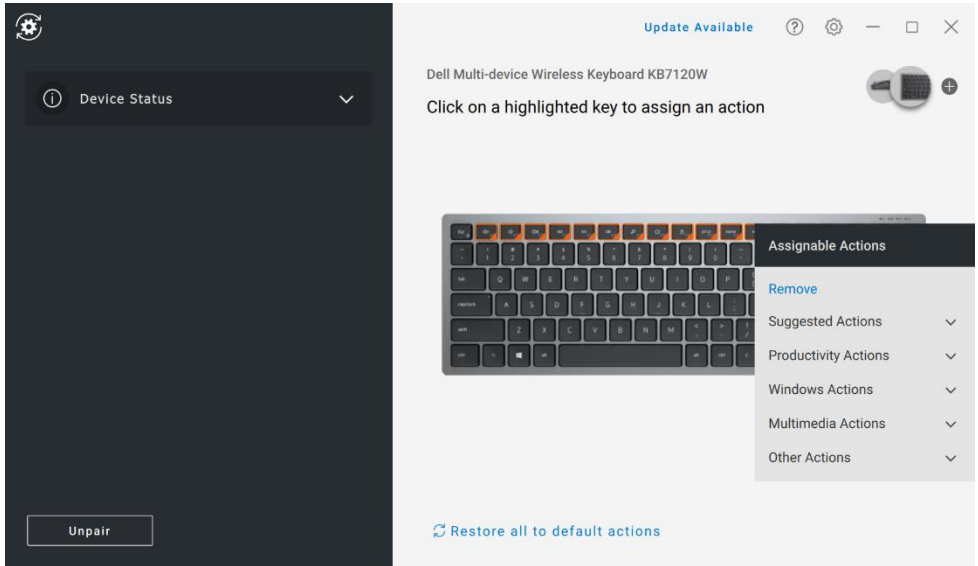 Update Available
Device Status
Dell Multi-device Wireless Keyboard KB7120W
Click on a highlighted key to assign an action
Assignable Actions
Remove
Suggested Actions
Productivity Actions
Windows Actions
Multimedia Actions
Other Actions
Q W E R T Y U I O P
A S D F G H J K L
Z X C V B N M
Unpair
Restore all to default actions